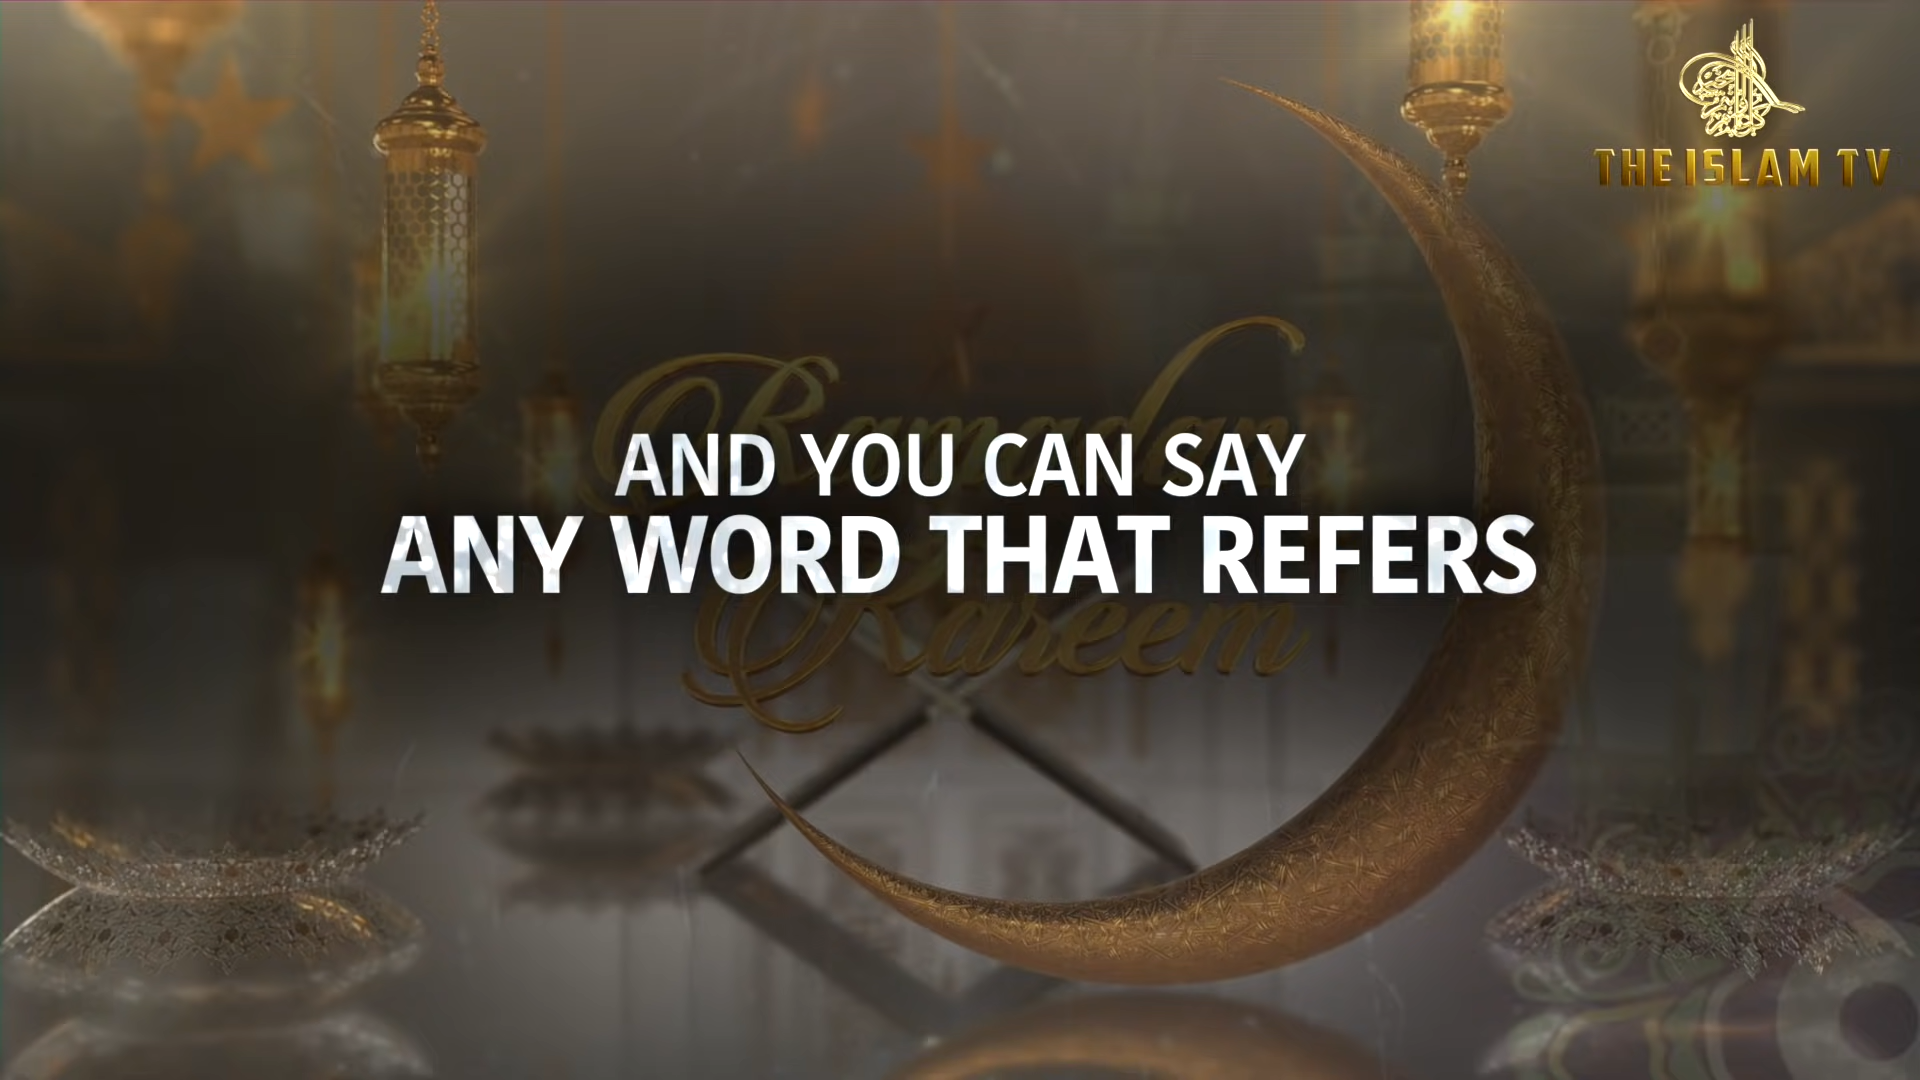 THE ISLAM TV
Ramadan
AND YOU CAN SAY
ANY WORD THAT REFERS
Kareem